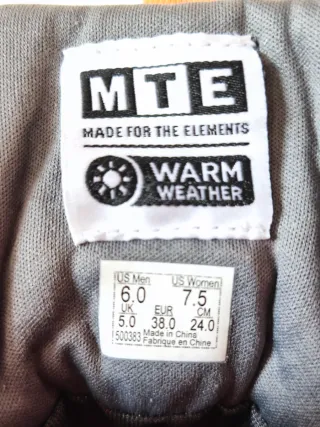 MTE
MADE FOR THE ELEMENTS
WARM
WEATHER
US Men US Women
6.0 7.5
UK EUR CM
5.0 38.0 24.0
500383 Made in China
Fabriqué en Chine